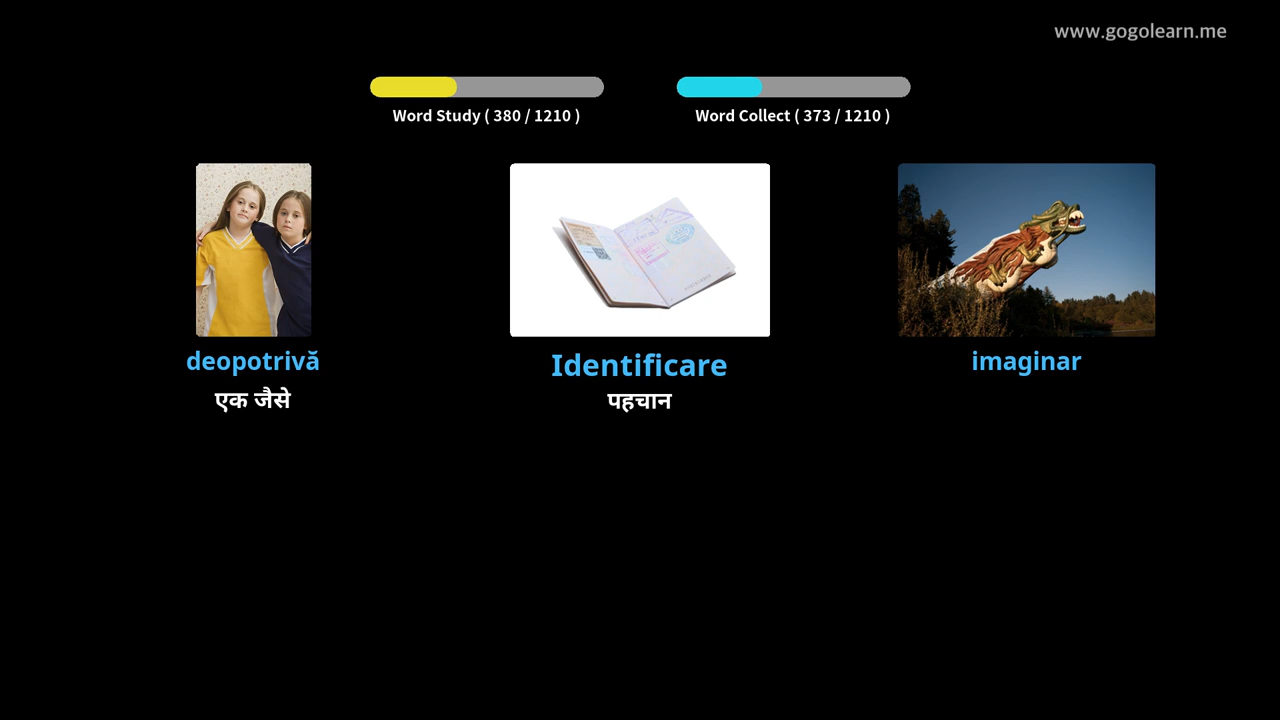 www.gogolearn.me
Word Study ( 380 / 1210 )
Word Collect ( 373 / 1210 )
deopotrivă
एक जैसे
Identificare
पहचान
imaginar